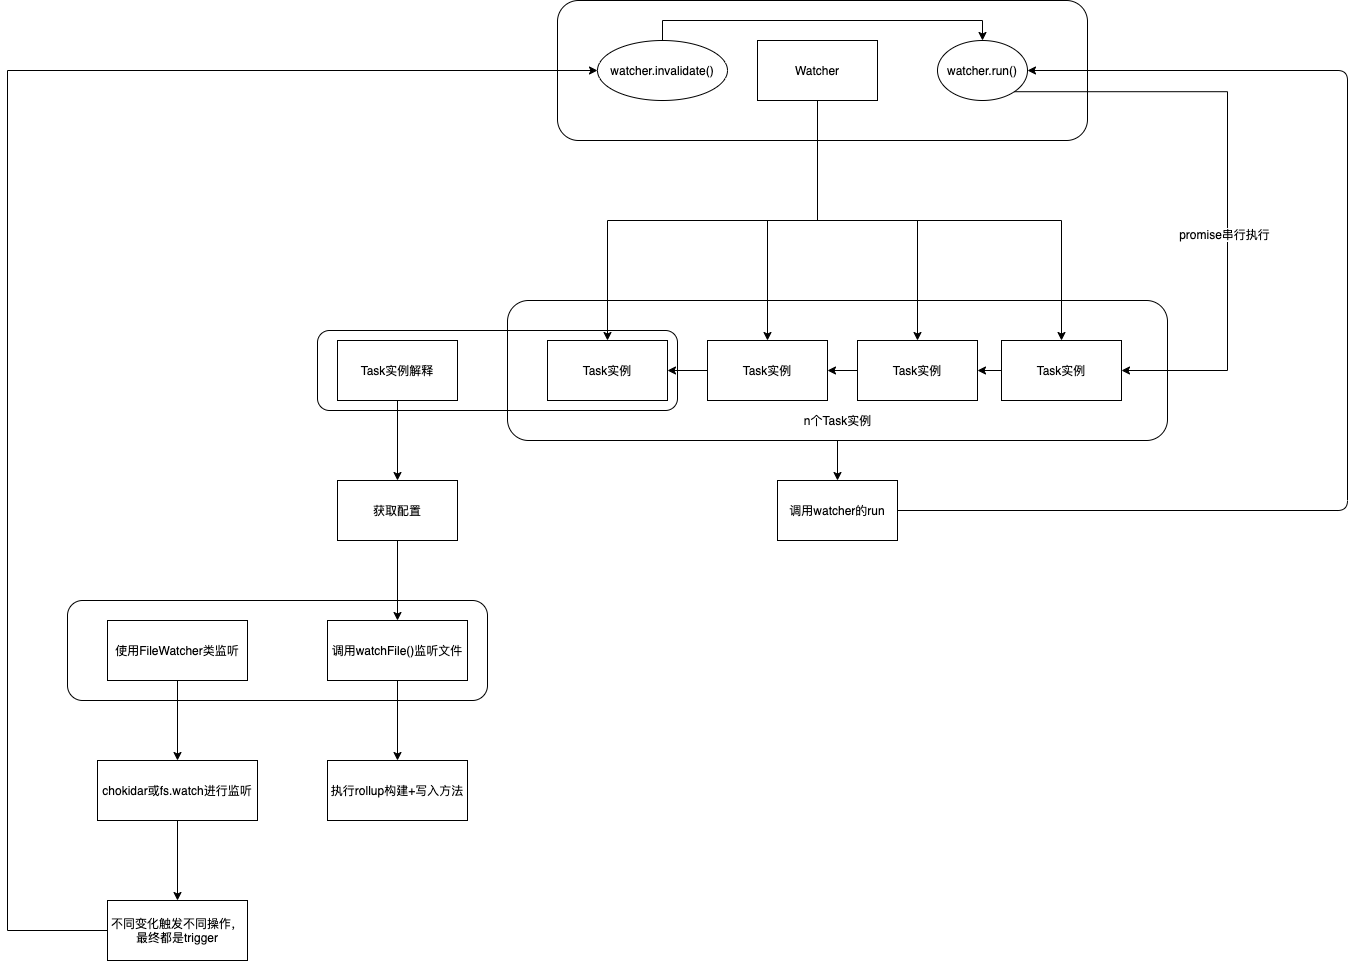 watcher.invalidate()
Watcher
watcher.run()
promise串行执行
Task实例解释
Task实例
Task实例
Task实例
Task实例
n个Task实例
获取配置
调用watcher的run
使用FileWatcher类监听
调用watchFile()监听文件
chokidar或fs.watch进行监听
执行rollup构建+写入方法
不同变化触发不同操作,
最终都是trigger